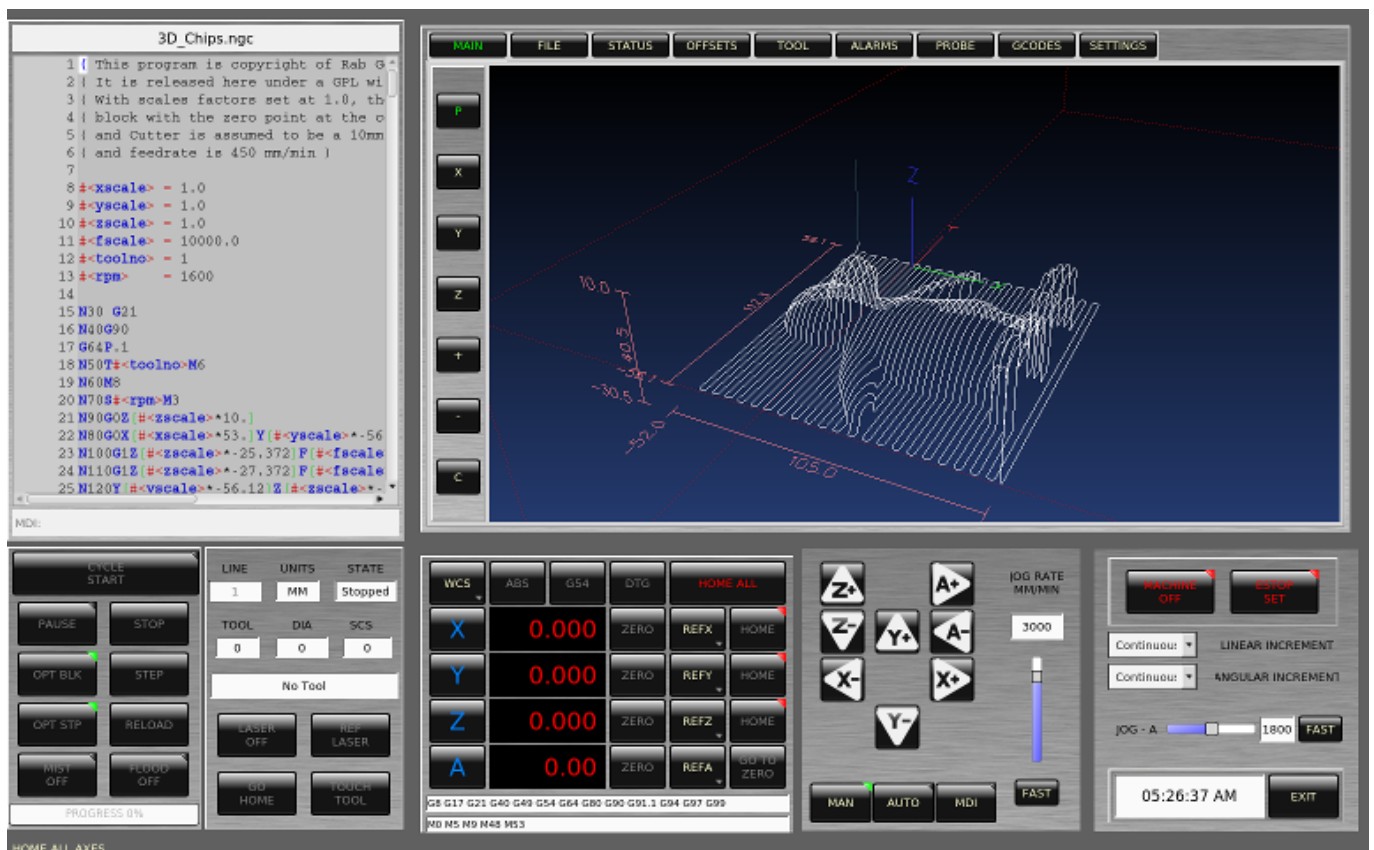 3D_Chips.ngc
1 ( This program is copyright of Rab G
2 ( It is released here under a GPL wi
3 ( With scales factors set at 1.0, th
4 ( block with the zero point at the c
5 ( and Cutter is assumed to be a 10mm
6 ( and feedrate is 450 mm/min )
7
8 #<xscale> = 1.0
9 #<yscale> = 1.0
10 #<zscale> = 1.0
11 #<fscale> = 10000.0
12 #<toolno> = 1
13 #<rpm> = 1600
14
15 N30 G21
16 N40G90
17 G64P.1
18 N50T#<toolno>M6
19 N60M8
20 N70S#<rpm>M3
21 N90G0Z[#<zscale>*10.]
22 N80G0X[#<xscale>*53.]Y[#<yscale>*-56
23 N100G1Z[#<zscale>*-25.372]F[#<fscale
24 N110G1Z[#<zscale>*-27.372]F[#<fscale
25 N120Y[#<yscale>*-56.12]Z[#<zscale>*-
MDI:
MAIN FILE STATUS OFFSETS TOOL ALARMS PROBE GCODES SETTINGS
P
X
Y
Z
+
-
C
Z
Y
10.0
40.5
-30.5
-52.0
105.0
CYCLE
START
PAUSE STOP
OPT BLK STEP
OPT STP RELOAD
MIST
OFF
FLOOD
OFF
PROGRESS 0%
LINE UNITS STATE
1 MM Stopped
TOOL DIA SCS
0 0 0
No Tool
LASER
OFF
REF
LASER
GO
HOME
TOUCH
TOOL
WCS ABS G54 DTG HOME ALL
X 0.000 ZERO REFX HOME
Y 0.000 ZERO REFY HOME
Z 0.000 ZERO REFZ HOME
A 0.00 ZERO REFA GO TO
ZERO
G8 G17 G21 G40 G49 G54 G64 G80 G90 G91.1 G94 G97 G99
M0 M5 M9 M48 M53
Z+ A+
Z- Y+ A-
X- X+
Y-
JOG RATE
MM/MIN
3000
FAST
MAN AUTO MDI
MACHINE
OFF
ESTOP
SET
Continuou: LINEAR INCREMENT
Continuou: ANGULAR INCREMENT
JOG - A 1800 FAST
05:26:37 AM EXIT
HOME ALL AXES